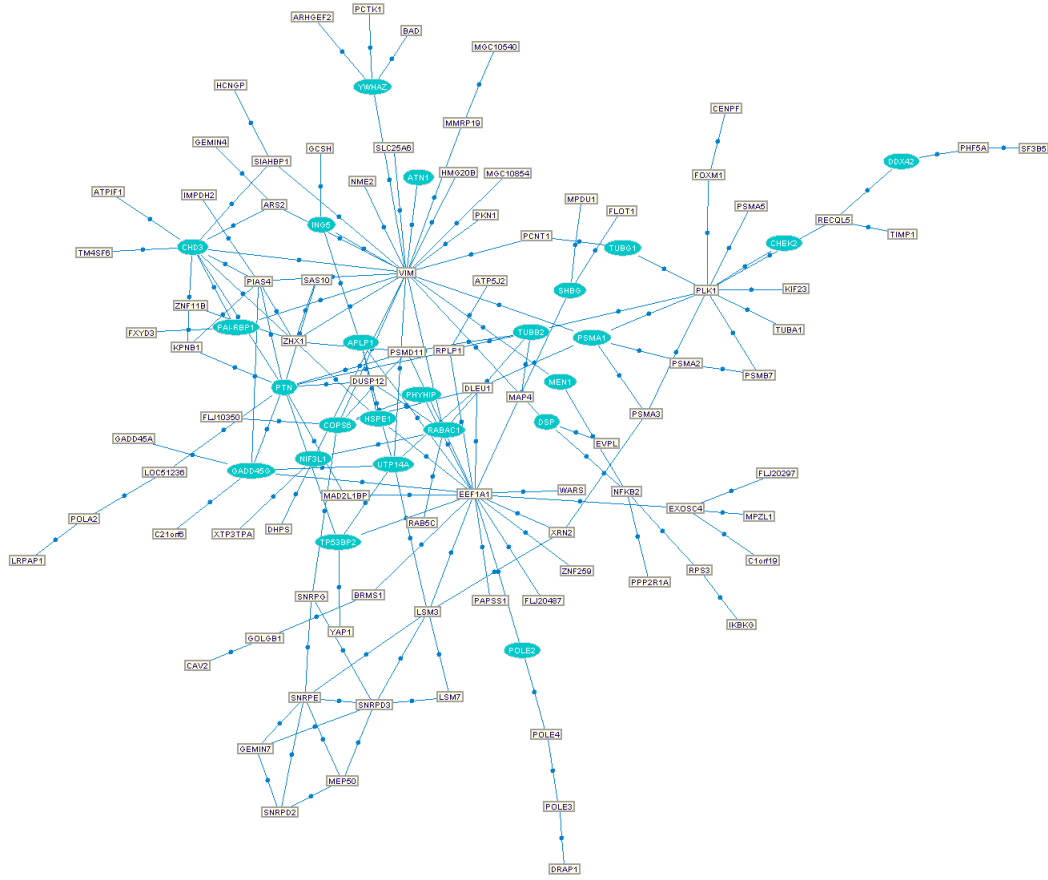 PCTK1
ARHGEF2
BAD
MGC10540
YWHAZ
HCNGP
CENPF
MMRP19
GEMIN4
GCSH
SLC25A6
PHF5A
SF3B5
SIAHBP1
DDX42
ATN1
HMG20B
MGC10854
FOXM1
NME2
ATPIF1
IMPDH2
MPDU1
ARS2
PSMA5
FLOT1
PKN1
RECQL5
ING5
TIMP1
PCNT1
CHD3
TUBG1
CHEK2
TM4SF6
VIM
PIAS4
SAS10
ATP5J2
SHBG
PLK1
KIF23
ZNF11B
PAI-RBP1
TUBA1
FXYD3
TUBB2
PSMA1
ZHX1
APLP1
KPNB1
PSMD11
RPLP1
PSMA2
PSMB7
DUSP12
MEN1
PTN
PHYHIP
DLEU1
MAP4
FLJ10350
COPS6
HSPE1
PSMA3
DSP
RABAC1
GADD45A
EVPL
NIF3L1
UTP14A
LOC51236
GADD45G
FLJ20297
NFKB2
WARS
MAD2L1BP
EEF1A1
EXOSC4
MPZL1
POLA2
RAB5C
C21orf6
XTP3TPA
DHPS
XRN2
TP53BP2
LRPAP1
C1orf19
ZNF259
RPS3
PPP2R1A
BRMS1
SNRPG
PAPSS1
FLJ20487
LSM3
IKBKG
YAP1
GOLGB1
POLE2
CAV2
SNRPE
LSM7
SNRPD3
POLE4
GEMIN7
MEP50
POLE3
SNRPD2
DRAP1